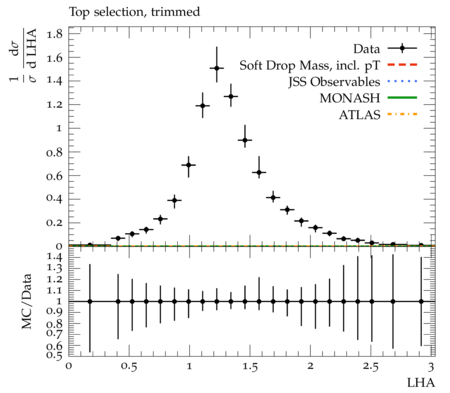 Top selection, trimmed
1/σ dσ/d LHA
Data
Soft Drop Mass, incl. pT
JSS Observables
MONASH
ATLAS
1.8
1.6
1.4
1.2
1
0.8
0.6
0.4
0.2
0
MC/Data
1.4
1.3
1.2
1.1
1
0.9
0.8
0.7
0.6
0.5
0 0.5 1 1.5 2 2.5 3
LHA